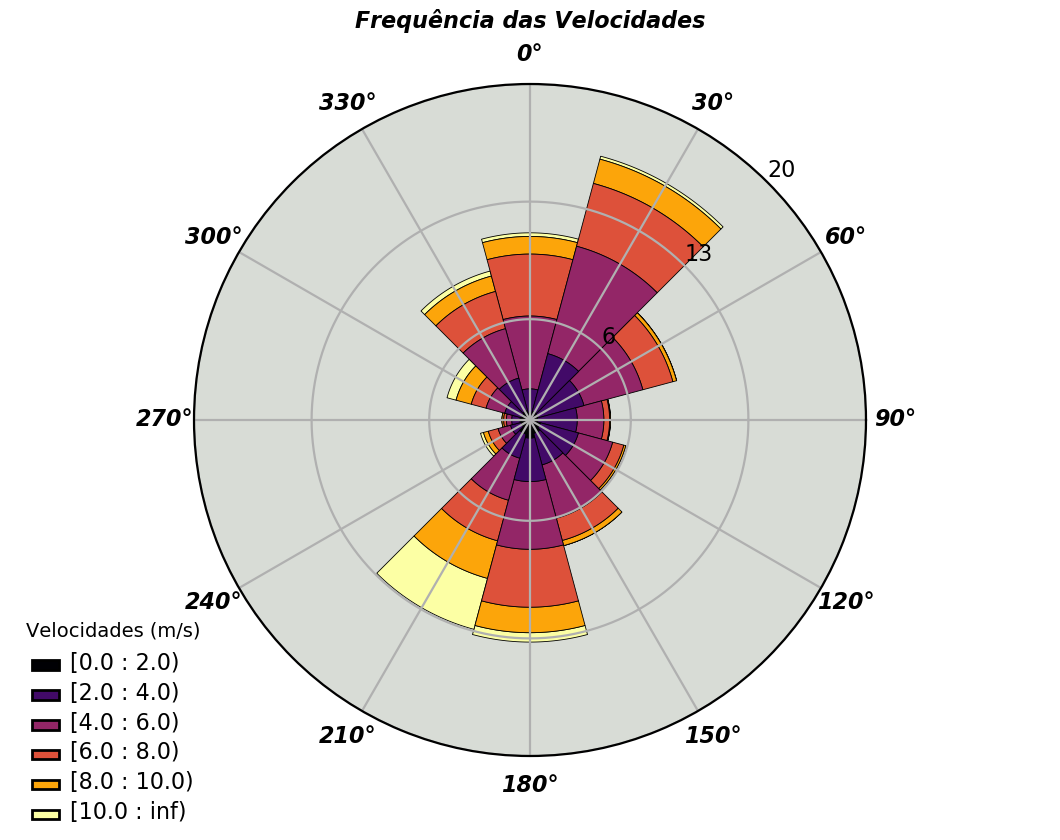 Frequência das Velocidades
0°
330°
30°
20
300°
60°
13
6
270°
90°
240°
120°
210°
150°
180°
Velocidades (m/s)
[0.0 : 2.0)
[2.0 : 4.0)
[4.0 : 6.0)
[6.0 : 8.0)
[8.0 : 10.0)
[10.0 : inf)